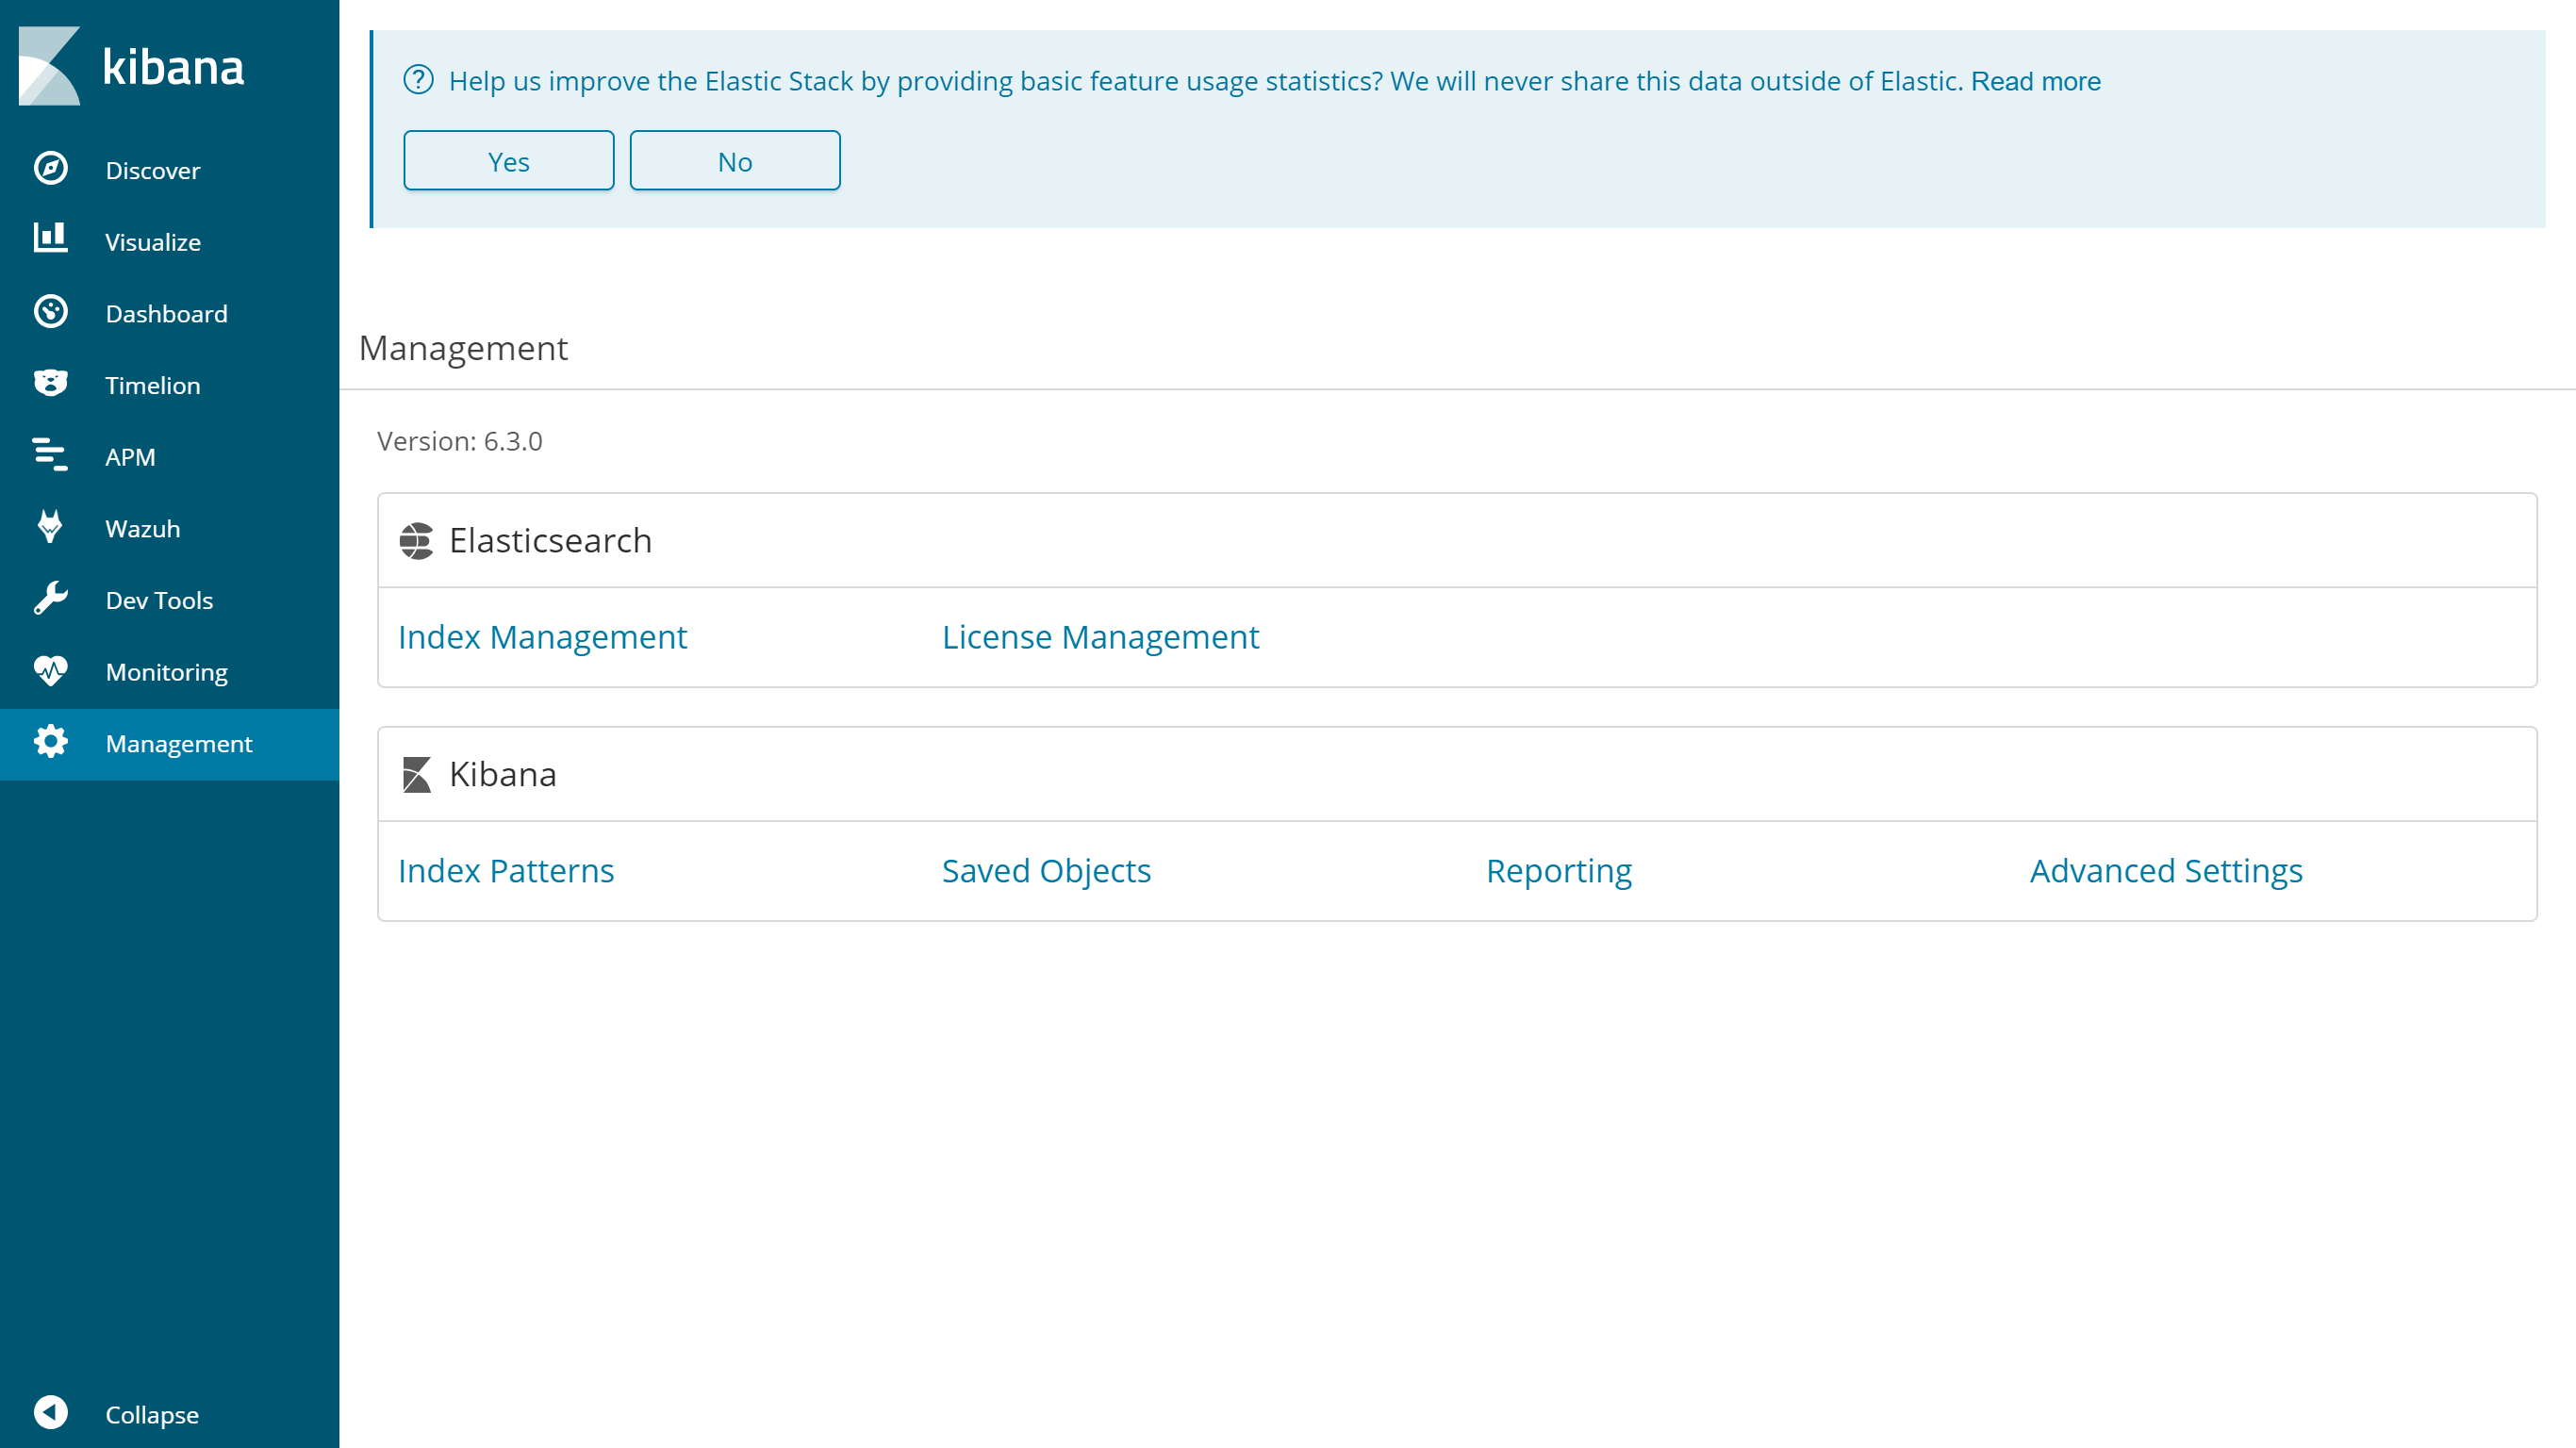 kibana
Discover
Visualize
Dashboard
Timelion
APM
Wazuh
Dev Tools
Monitoring
Management
Collapse
Help us improve the Elastic Stack by providing basic feature usage statistics? We will never share this data outside of Elastic. Read more
Yes No
Management
Version: 6.3.0
Elasticsearch
Index Management License Management
Kibana
Index Patterns Saved Objects Reporting Advanced Settings